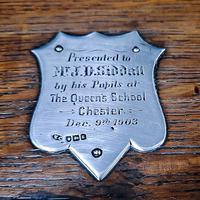 Presented to
Mr J.D. Siddall
by his Pupils at
The Queen's School
Chester
Dec. 9th 1903